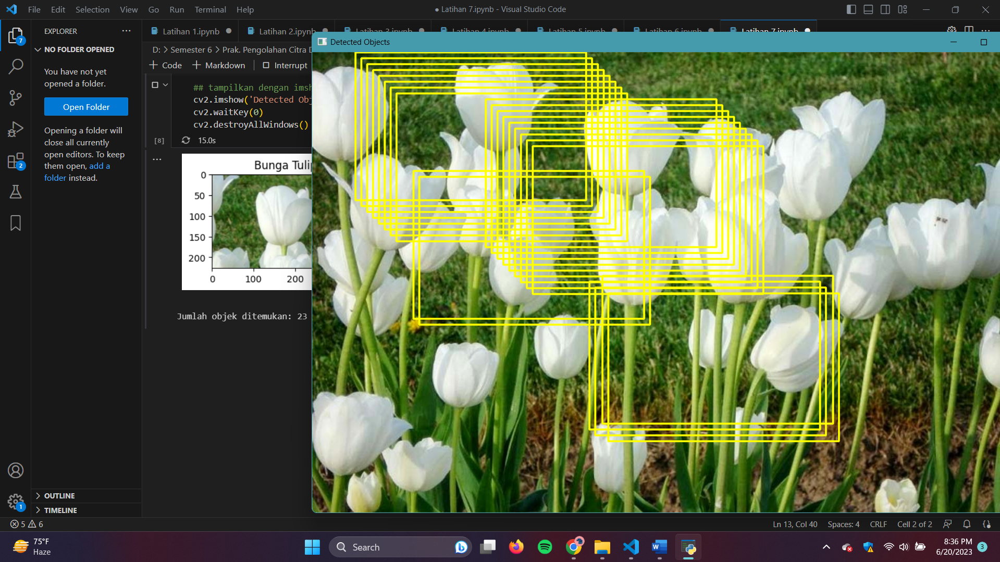 File Edit Selection View Go Run Terminal Help
● Latihan 7.ipynb - Visual Studio Code
EXPLORER
Latihan 1.ipynb
Latihan 2.ipynb
Latihan 3.ipynb
Latihan 4.ipynb
Latihan 5.ipynb
Latihan 6.ipynb
Latihan 7.ipynb
Detected Objects
NO FOLDER OPENED
You have not yet
opened a folder.
Open Folder
Opening a folder will
close all currently
open editors. To keep
them open, add a
folder instead.
D: > Semester 6 > Prak. Pengolahan Citra D
+ Code + Markdown Interrupt
## tampilkan dengan imsh
cv2.imshow('Detected Obj
cv2.waitKey(0)
cv2.destroyAllWindows()
[8] 15.0s
Bunga Tulip
0
50
100
150
200
0 100 200
Jumlah objek ditemukan: 23
7
2
1
OUTLINE
TIMELINE
5 6
Ln 13, Col 40 Spaces: 4 CRLF Cell 2 of 2
75°F
Haze
Search
8:36 PM
6/20/2023
3